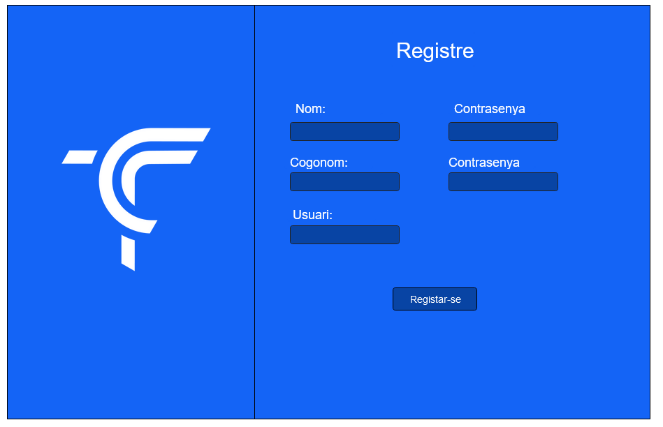 Registre
Nom:
Contrasenya
Cogonom:
Contrasenya
Usuari:
Registar-se